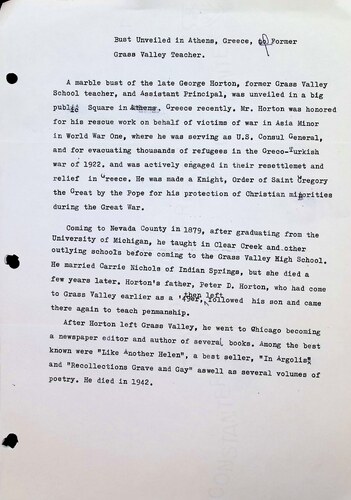 Bust Unveiled in Athens, Greece, of Former
Grass Valley Teacher.
A marble bust of the late George Horton, former Grass Valley
School teacher, and Assistant Principal, was unveiled in a big
public Square in Athens, Greece recently. Mr. Horton was honored
for his rescue work on behalf of victims of war in Asia Minor
in World War One, where he was serving as U.S. Consul General,
and for evacuating thousands of refugees in the Greco-Turkish
war of 1922. and was actively engaged in their resettlemet and
relief in Greece. He was made a Knight, Order of Saint Gregory
the Great by the Pope for his protection of Christian minorities
during the Great War.
Coming to Nevada County in 1879, after graduating from the
University of Michigan, he taught in Clear Creek and other
outlying schools before coming to the Grass Valley High School.
He married Carrie Nichols of Indian Springs, but she died a
few years later. Horton's father, Peter D. Horton, who had come
to Grass Valley earlier as a '49er, then left followed his son and came
there again to teach penmanship.
After Horton left Grass Valley, he went to Chicago becoming
a newspaper editor and author of several books. Among the best
known were "Like Another Helen", a best seller, "In Argolis"
and "Recollections Grave and Gay" aswell as several volumes of
poetry. He died in 1942.